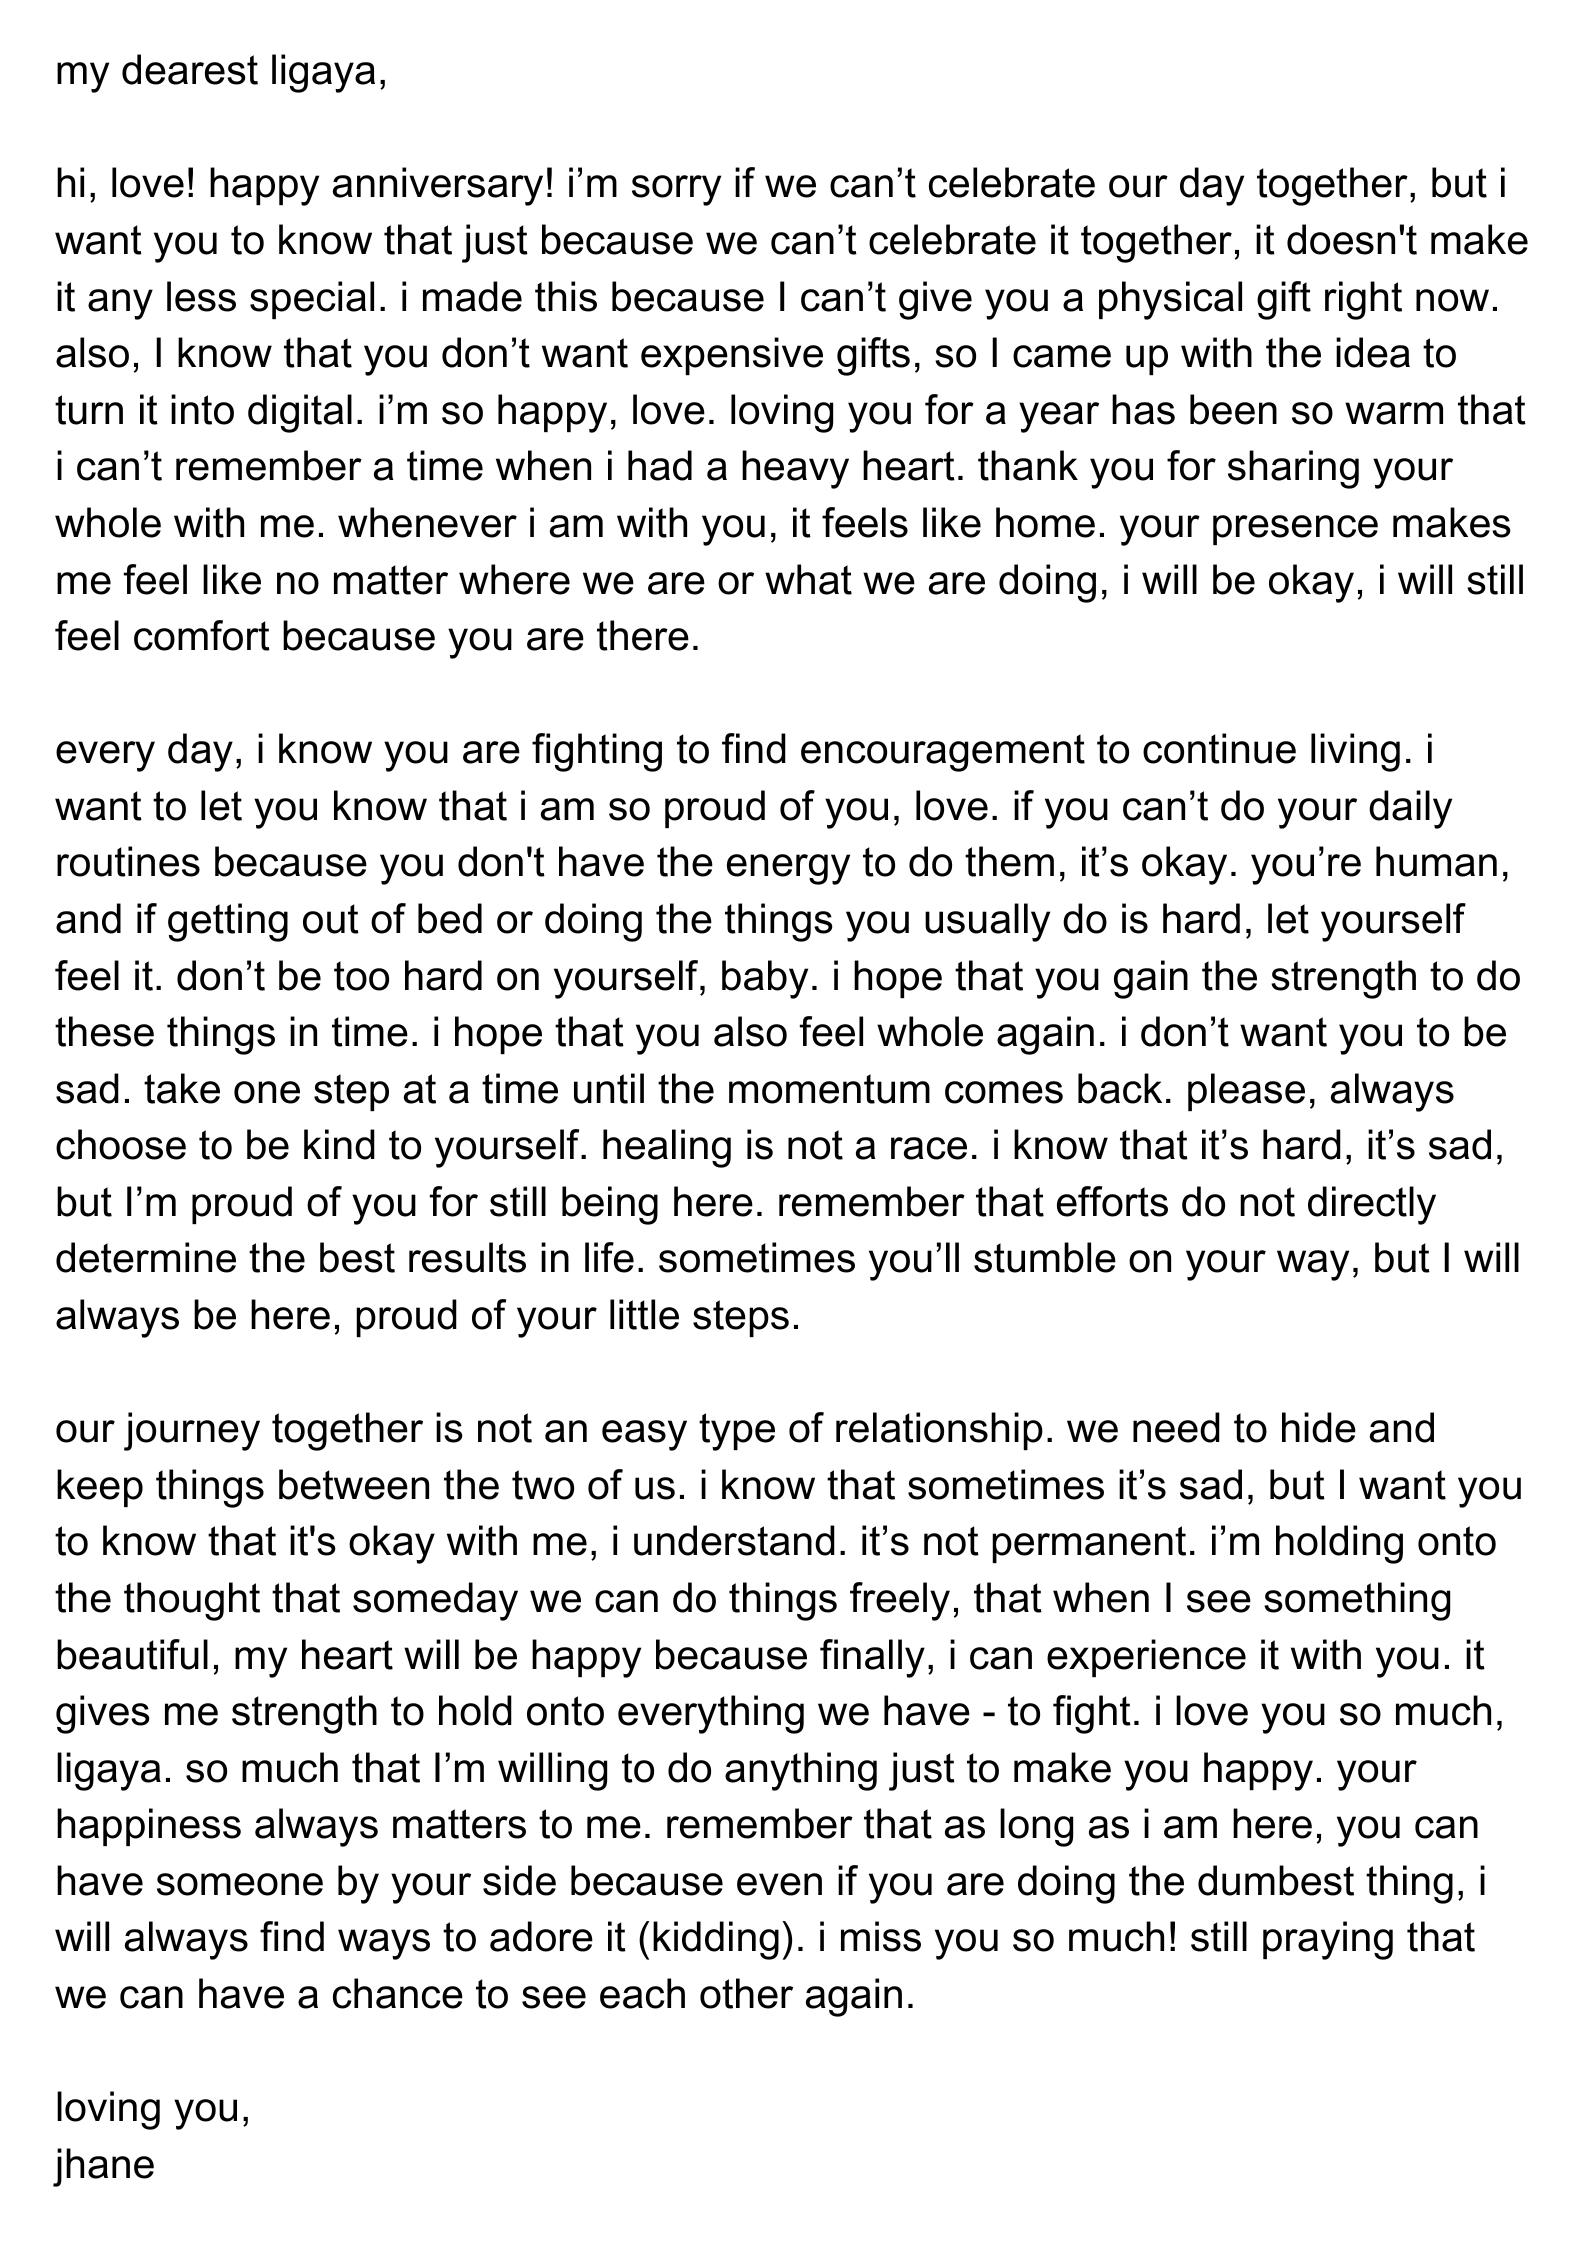 my dearest ligaya,
hi, love! happy anniversary! i’m sorry if we can’t celebrate our day together, but i
want you to know that just because we can’t celebrate it together, it doesn't make
it any less special. i made this because I can’t give you a physical gift right now.
also, I know that you don’t want expensive gifts, so I came up with the idea to
turn it into digital. i’m so happy, love. loving you for a year has been so warm that
i can’t remember a time when i had a heavy heart. thank you for sharing your
whole with me. whenever i am with you, it feels like home. your presence makes
me feel like no matter where we are or what we are doing, i will be okay, i will still
feel comfort because you are there.
every day, i know you are fighting to find encouragement to continue living. i
want to let you know that i am so proud of you, love. if you can’t do your daily
routines because you don't have the energy to do them, it’s okay. you’re human,
and if getting out of bed or doing the things you usually do is hard, let yourself
feel it. don’t be too hard on yourself, baby. i hope that you gain the strength to do
these things in time. i hope that you also feel whole again. i don’t want you to be
sad. take one step at a time until the momentum comes back. please, always
choose to be kind to yourself. healing is not a race. i know that it’s hard, it’s sad,
but I’m proud of you for still being here. remember that efforts do not directly
determine the best results in life. sometimes you’ll stumble on your way, but I will
always be here, proud of your little steps.
our journey together is not an easy type of relationship. we need to hide and
keep things between the two of us. i know that sometimes it’s sad, but I want you
to know that it's okay with me, i understand. it’s not permanent. i’m holding onto
the thought that someday we can do things freely, that when I see something
beautiful, my heart will be happy because finally, i can experience it with you. it
gives me strength to hold onto everything we have - to fight. i love you so much,
ligaya. so much that I’m willing to do anything just to make you happy. your
happiness always matters to me. remember that as long as i am here, you can
have someone by your side because even if you are doing the dumbest thing, i
will always find ways to adore it (kidding). i miss you so much! still praying that
we can have a chance to see each other again.
loving you,
jhane